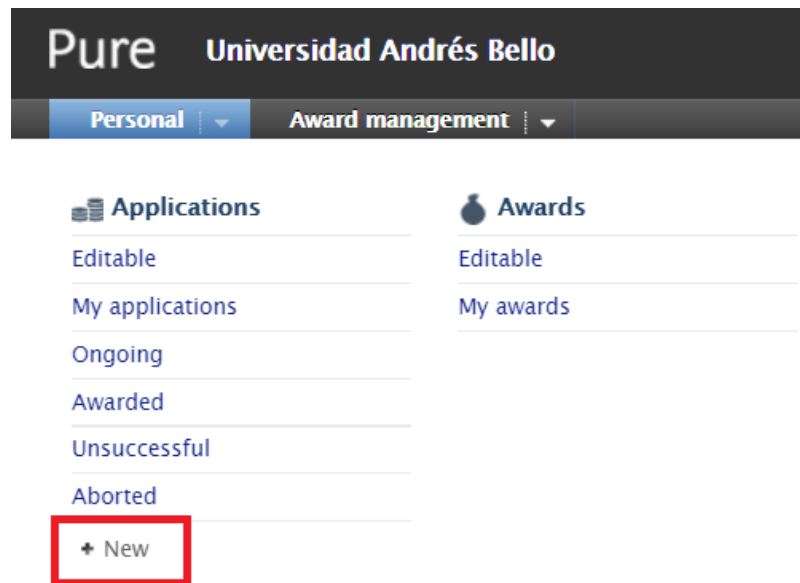 Pure Universidad Andrés Bello
Personal Award management
Applications
Editable
My applications
Ongoing
Awarded
Unsuccessful
Aborted
+ New
Awards
Editable
My awards